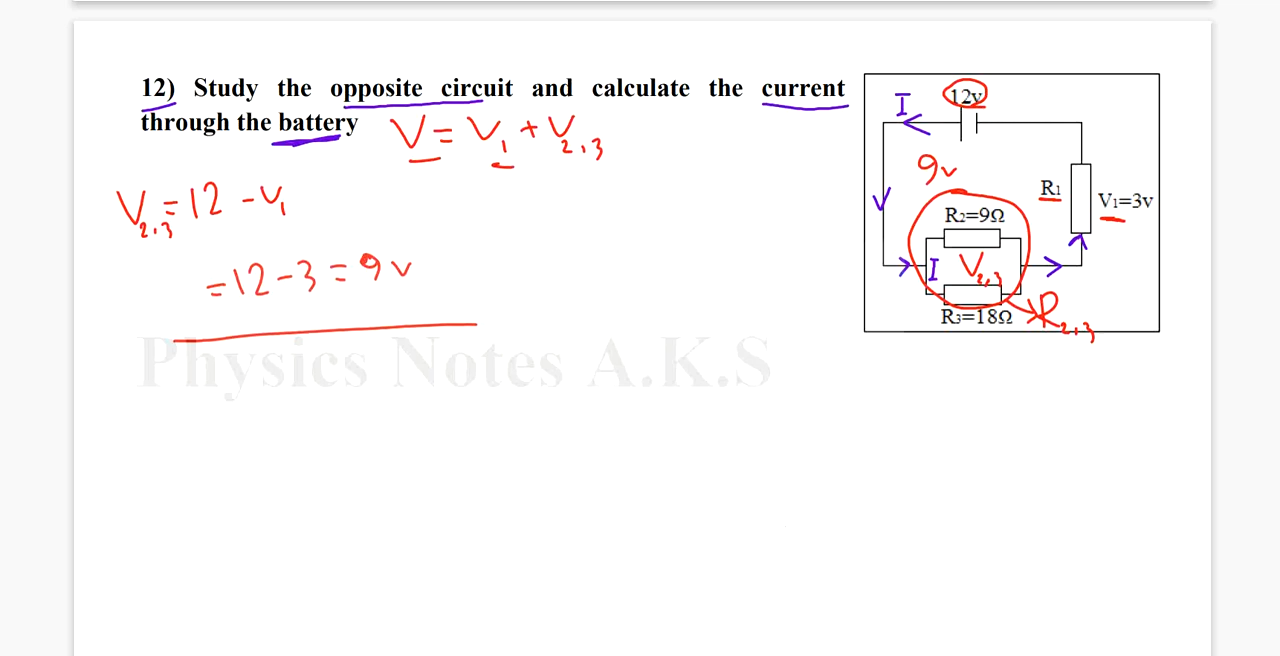 12) Study the opposite circuit and calculate the current
through the battery
V = V1 + V2,3
V2,3 = 12 - V1
= 12 - 3 = 9v
Physics Notes A.K.S
I
12v
9v
R1
V1=3v
R2=9Ω
I
V2,3
R3=18Ω
R2,3